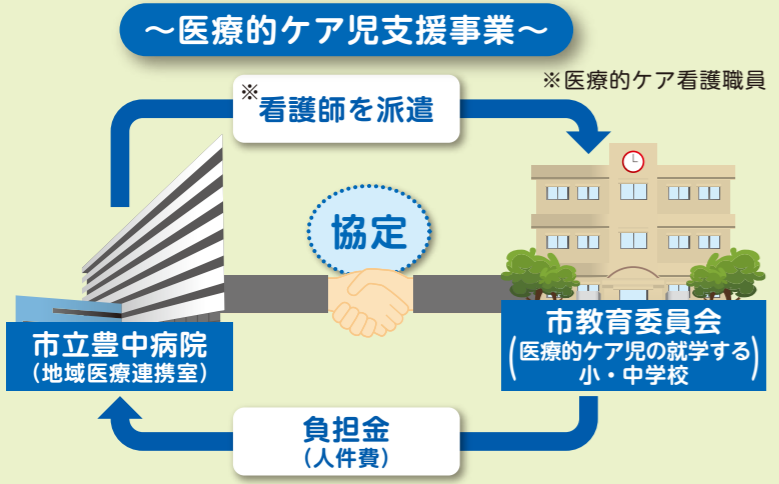 ～医療的ケア児支援事業～
※医療的ケア看護職員
※看護師を派遣
協定
市立豊中病院
（地域医療連携室）
市教育委員会
（医療的ケア児の就学する
小・中学校）
負担金
（人件費）